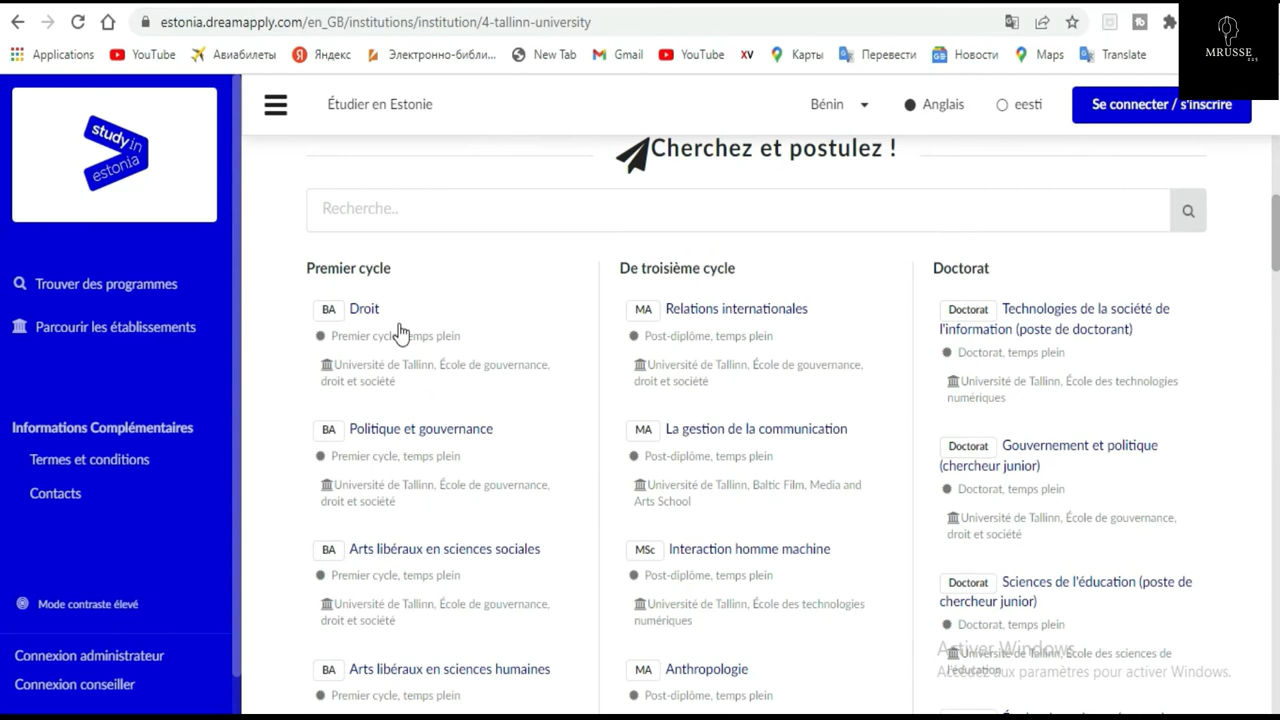 estonia.dreamapply.com/en_GB/institutions/institution/4-tallinn-university
Applications
YouTube
Авиабилеты
Яндекс
Электронно-библи...
New Tab
Gmail
YouTube
XV
Карты
Перевести
Новости
Maps
Translate
MRUSSE
225
study in
estonia
Étudier en Estonie
Bénin
Anglais
eesti
Se connecter / s'inscrire
Trouver des programmes
Parcourir les établissements
Informations Complémentaires
Termes et conditions
Contacts
Mode contraste élevé
Connexion administrateur
Connexion conseiller
Cherchez et postulez !
Recherche..
Premier cycle
BA Droit
Premier cycle, temps plein
Université de Tallinn, École de gouvernance,
droit et société
BA Politique et gouvernance
Premier cycle, temps plein
Université de Tallinn, École de gouvernance,
droit et société
BA Arts libéraux en sciences sociales
Premier cycle, temps plein
Université de Tallinn, École de gouvernance,
droit et société
BA Arts libéraux en sciences humaines
Premier cycle, temps plein
De troisième cycle
MA Relations internationales
Post-diplôme, temps plein
Université de Tallinn, École de gouvernance,
droit et société
MA La gestion de la communication
Post-diplôme, temps plein
Université de Tallinn, Baltic Film, Media and
Arts School
MSc Interaction homme machine
Post-diplôme, temps plein
Université de Tallinn, École des technologies
numériques
MA Anthropologie
Post-diplôme, temps plein
Doctorat
Doctorat Technologies de la société de
l'information (poste de doctorant)
Doctorat, temps plein
Université de Tallinn, École des technologies
numériques
Doctorat Gouvernement et politique
(chercheur junior)
Doctorat, temps plein
Université de Tallinn, École de gouvernance,
droit et société
Doctorat Sciences de l'éducation (poste de
chercheur junior)
Doctorat, temps plein
Université de Tallinn, École des sciences de
l'éducation
Activer Windows
Accédez aux paramètres pour activer Windows.